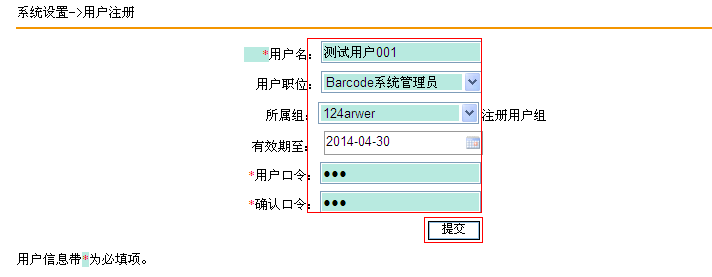 系统设置->用户注册
*用户名： 测试用户001
用户职位： Barcode系统管理员
所属组： 124arwer 注册用户组
有效期至： 2014-04-30
*用户口令： ●●●
*确认口令： ●●●
提交
用户信息带*为必填项。